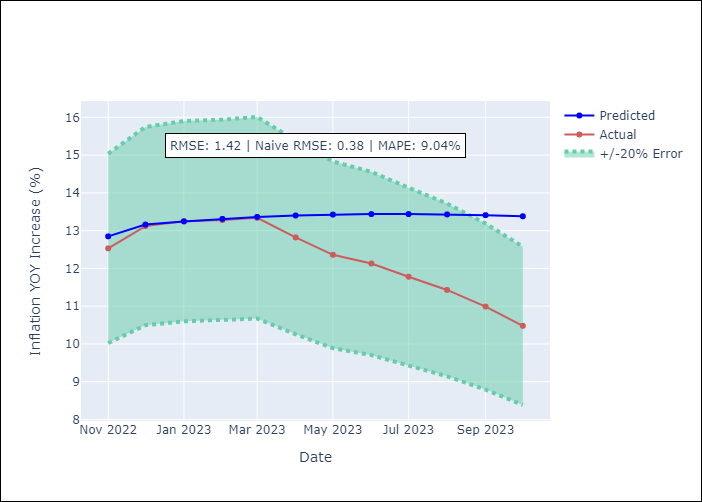 Predicted
Actual
+/-20% Error
RMSE: 1.42 | Naive RMSE: 0.38 | MAPE: 9.04%
Inflation YOY Increase (%)
16
15
14
13
12
11
10
9
8
Nov 2022 Jan 2023 Mar 2023 May 2023 Jul 2023 Sep 2023
Date